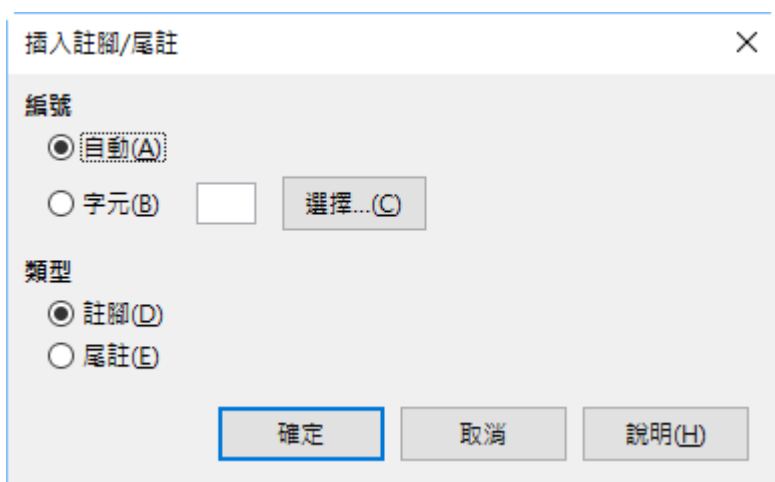 插入註腳/尾註
編號
自動(A)
字元(B) 選擇...(C)
類型
註腳(D)
尾註(E)
確定 取消 說明(H)